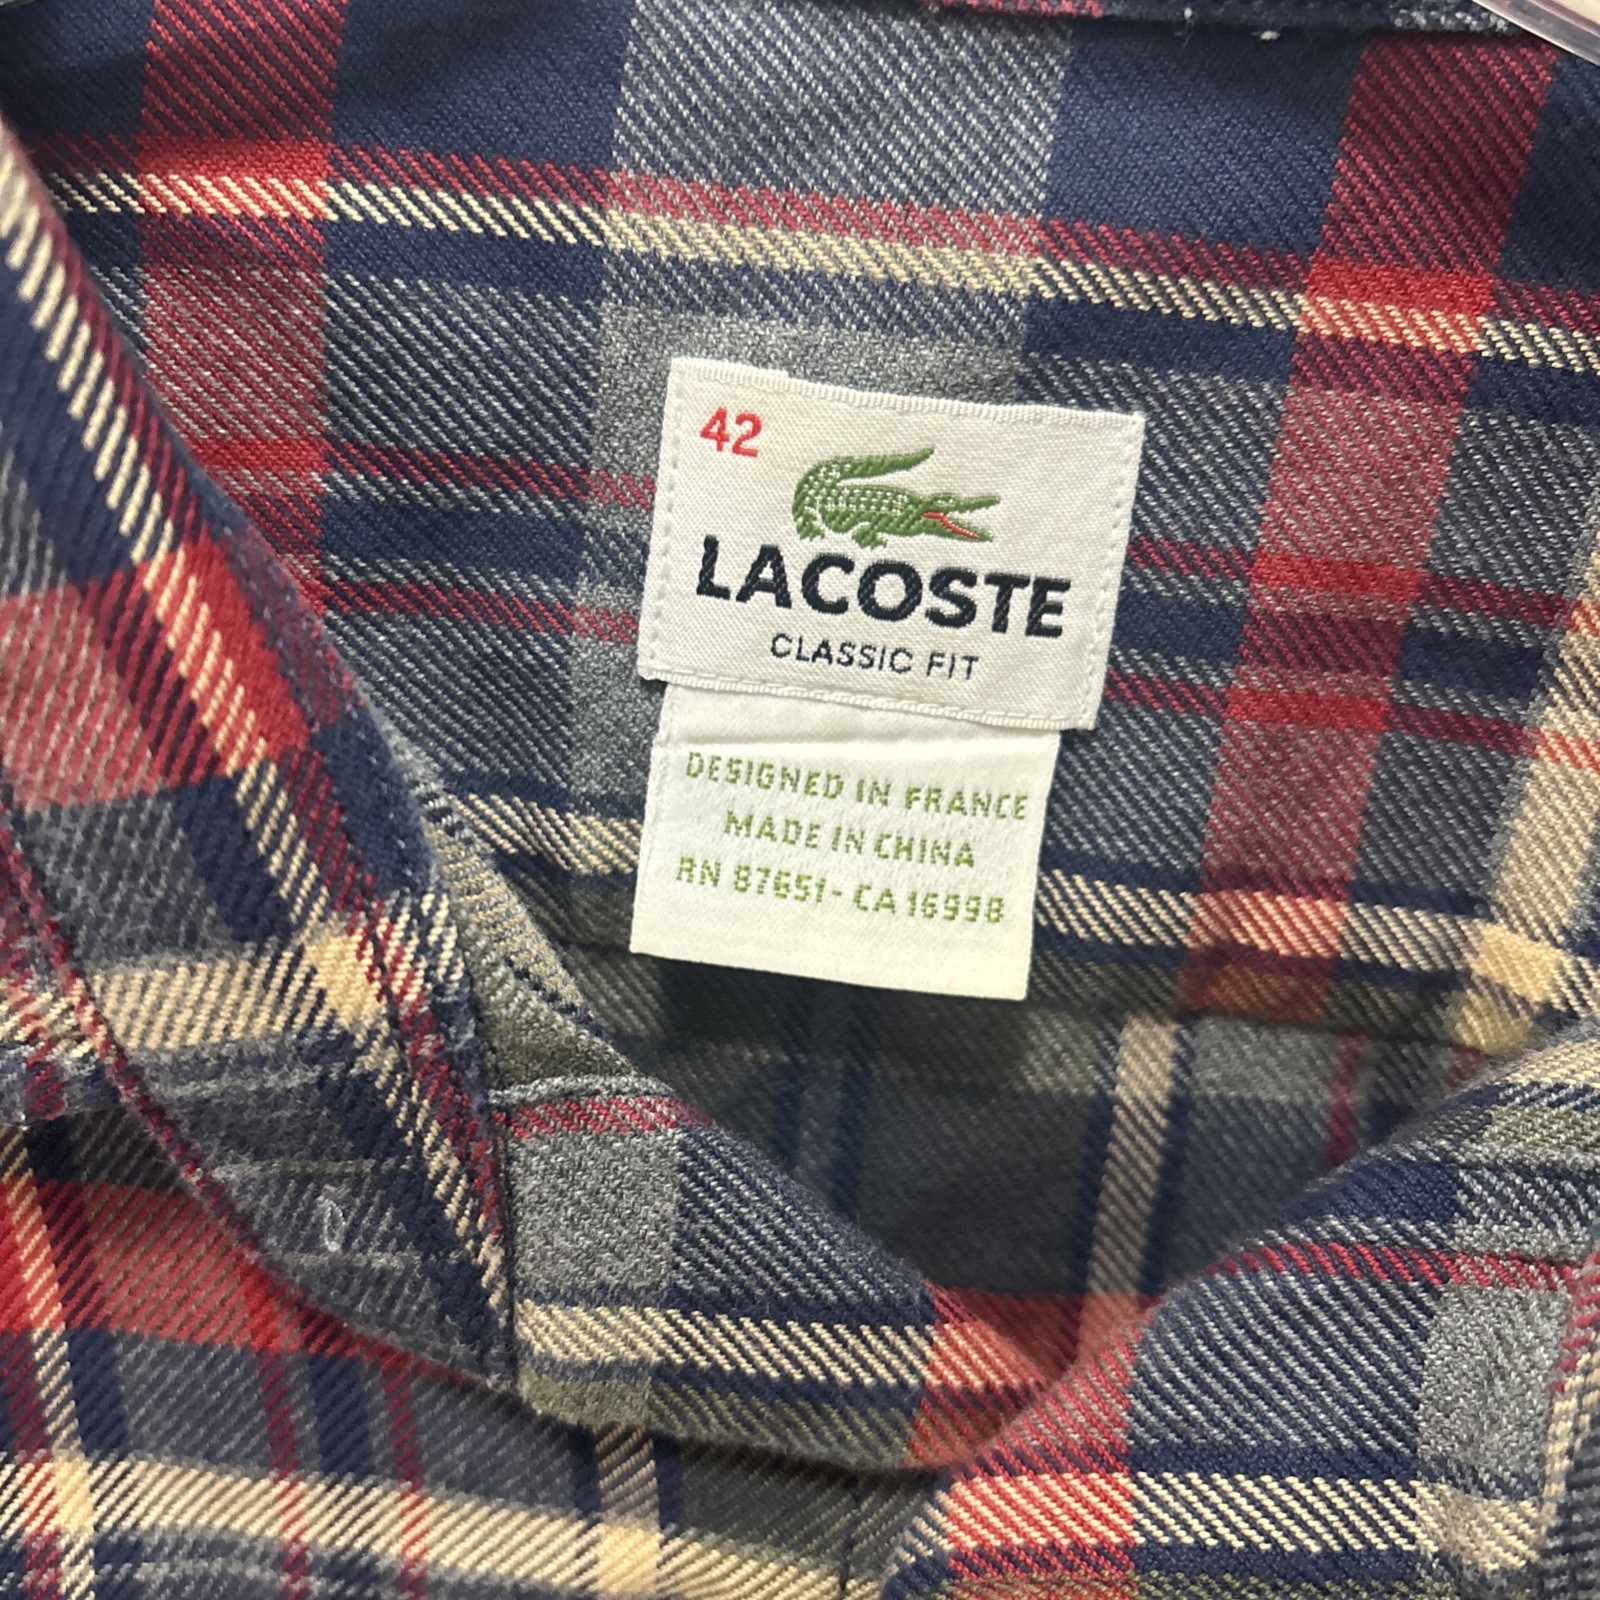 42
LACOSTE
CLASSIC FIT
DESIGNED IN FRANCE
MADE IN CHINA
RN 87651 - CA 16998